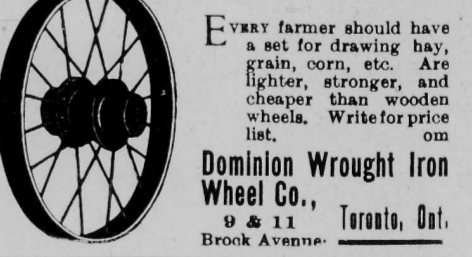 EVERY farmer should have
a set for drawing hay,
grain, corn, etc. Are
lighter, stronger, and
cheaper than wooden
wheels. Write for price
list. om
Dominion Wrought Iron
Wheel Co.,
9 & 11
Brook Avenne.
Toronto, Ont.